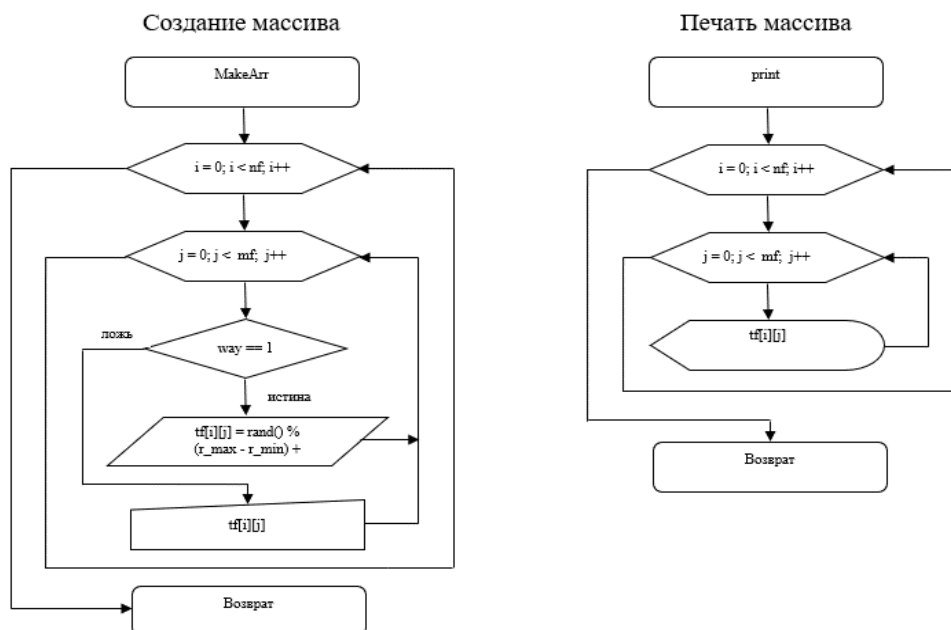 Создание массива
MakeArr
i = 0; i < nf; i++
j = 0; j < mf; j++
ложь
way == 1
истина
tf[i][j] = rand() %
(r_max - r_min) +
tf[i][j]
Возврат
Печать массива
print
i = 0; i < nf; i++
j = 0; j < mf; j++
tf[i][j]
Возврат